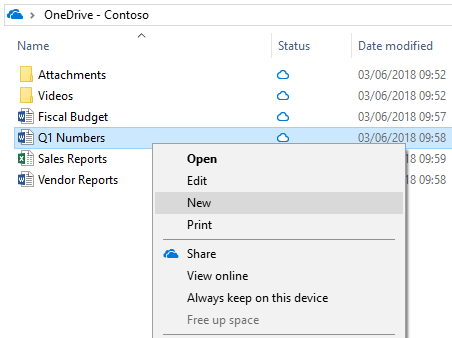 OneDrive - Contoso
Name Status Date modified
Attachments 03/06/2018 09:52
Videos 03/06/2018 09:52
Fiscal Budget 03/06/2018 09:57
Q1 Numbers 03/06/2018 09:58
Sales Reports 2018 09:59
Vendor Reports 2018 09:58
Open
Edit
New
Print
Share
View online
Always keep on this device
Free up space